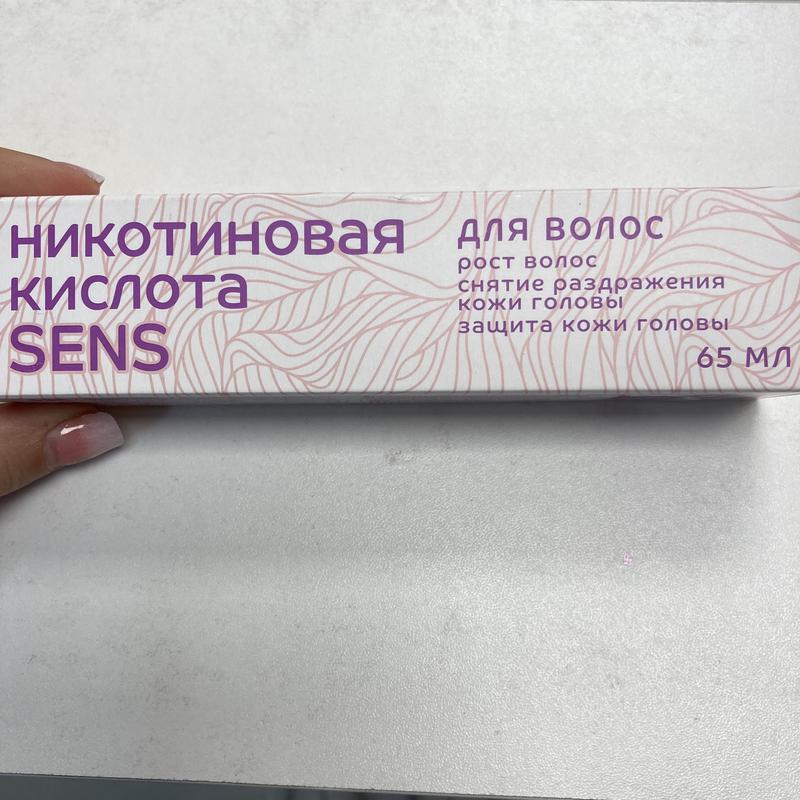 никотиновая
кислота
SENS
для волос
рост волос
снятие раздражения
кожи головы
защита кожи головы
65 мл